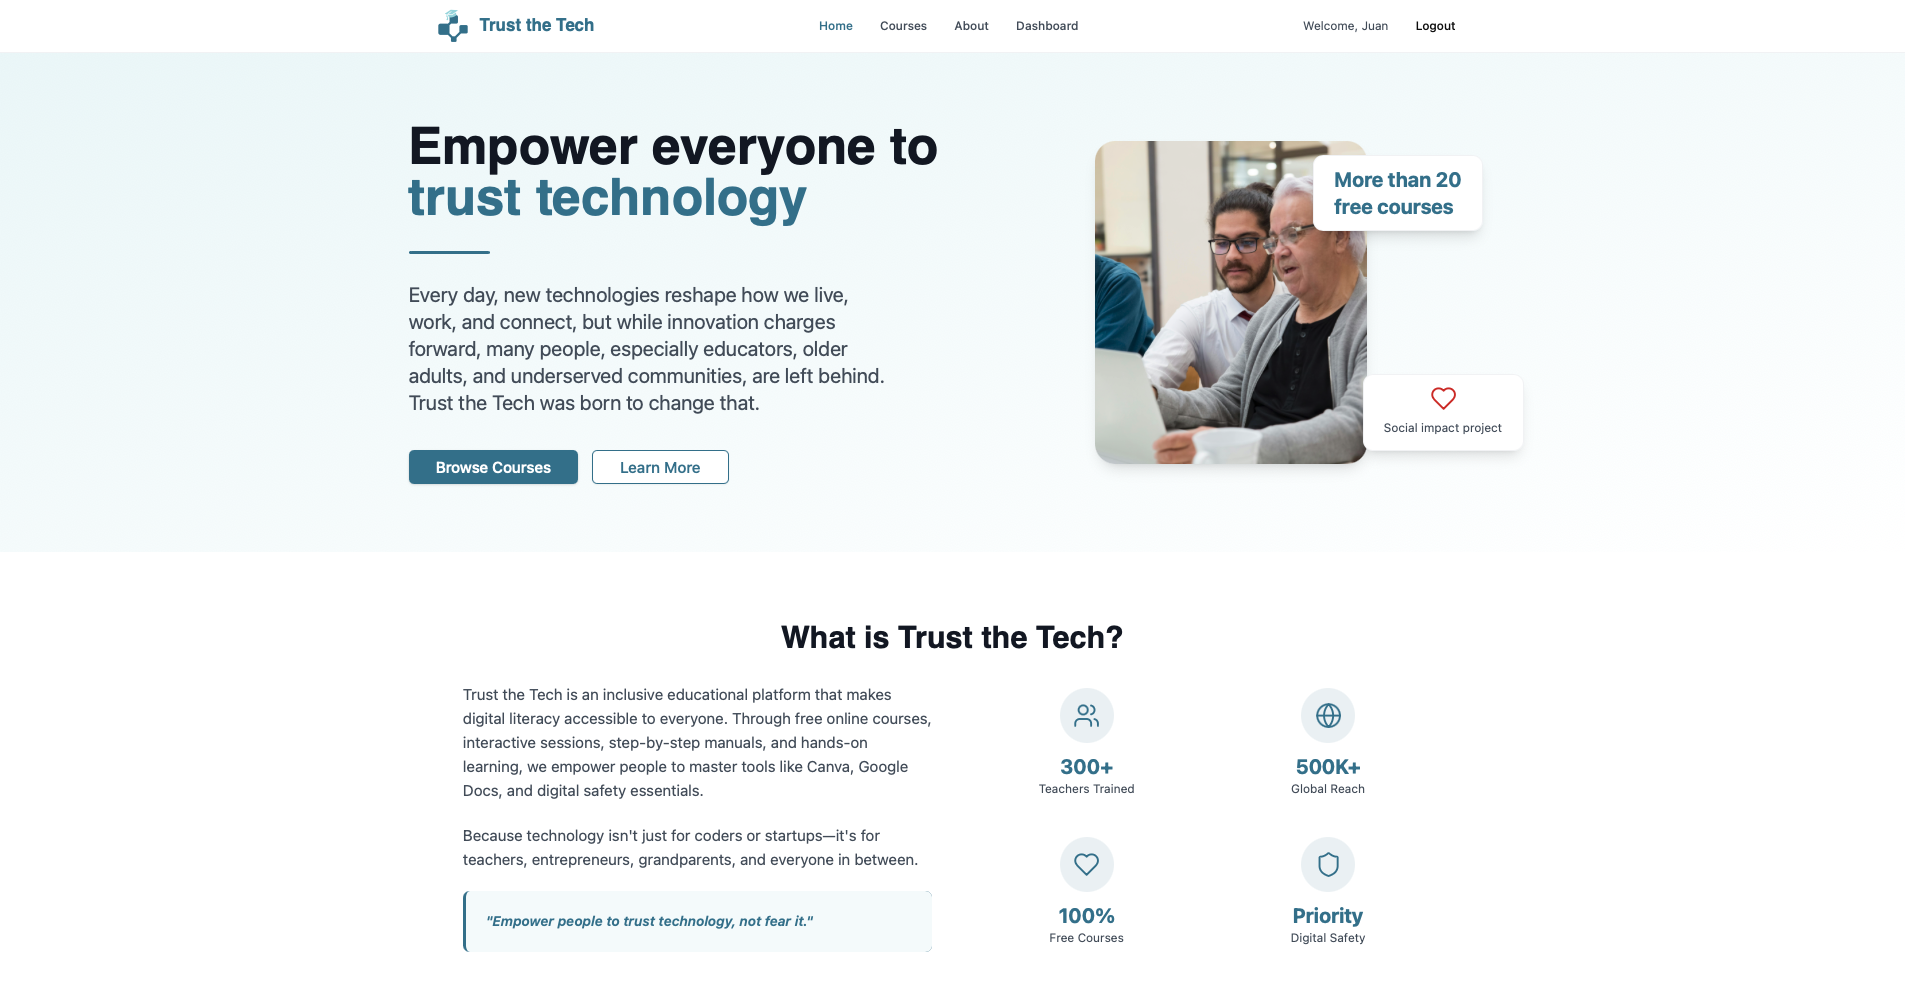 Trust the Tech
Home
Courses
About
Dashboard
Welcome, Juan
Logout
Empower everyone to
trust technology
Every day, new technologies reshape how we live,
work, and connect, but while innovation charges
forward, many people, especially educators, older
adults, and underserved communities, are left behind.
Trust the Tech was born to change that.
Browse Courses
Learn More
More than 20
free courses
Social impact project
What is Trust the Tech?
Trust the Tech is an inclusive educational platform that makes
digital literacy accessible to everyone. Through free online courses,
interactive sessions, step-by-step manuals, and hands-on
learning, we empower people to master tools like Canva, Google
Docs, and digital safety essentials.
Because technology isn't just for coders or startups—it's for
teachers, entrepreneurs, grandparents, and everyone in between.
"Empower people to trust technology, not fear it."
300+
Teachers Trained
500K+
Global Reach
100%
Free Courses
Priority
Digital Safety